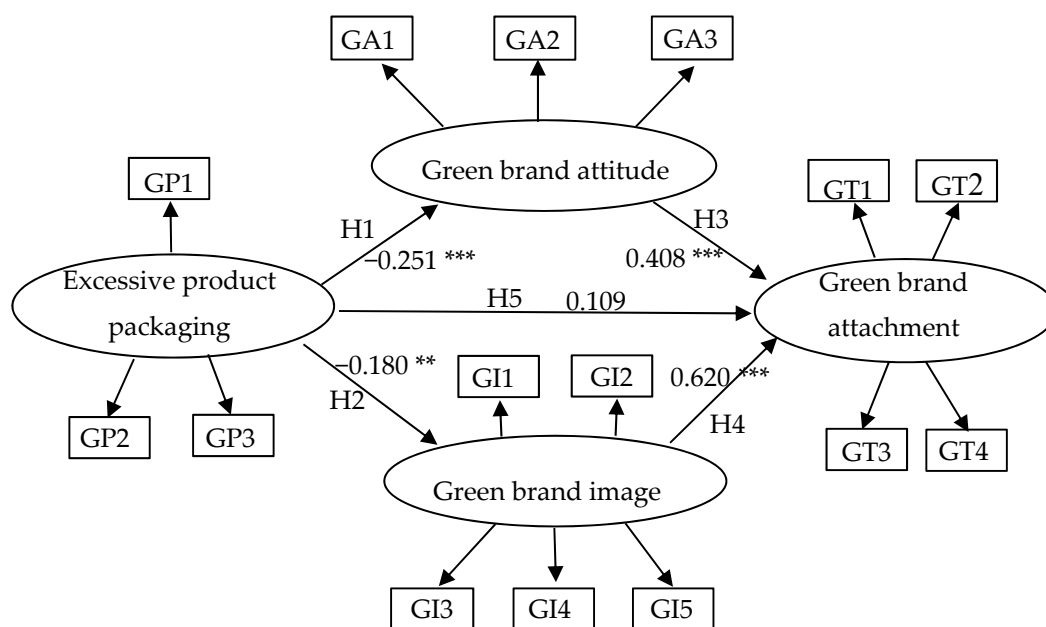 GA1
GA2
GA3
Green brand attitude
GP1
GT1
GT2
H1
−0.251 ***
H3
0.408 ***
Excessive product
packaging
H5
0.109
Green brand
attachment
−0.180 **
H2
GI1
GI2
0.620 ***
H4
GP2
GP3
GT3
GT4
Green brand image
GI3
GI4
GI5